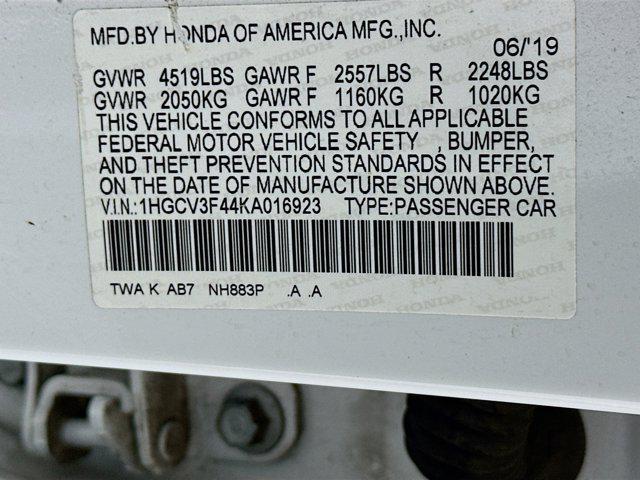 MFD.BY HONDA OF AMERICA MFG.,INC. 06/'19
GVWR 4519LBS GAWR F 2557LBS R 2248LBS
GVWR 2050KG GAWR F 1160KG R 1020KG
THIS VEHICLE CONFORMS TO ALL APPLICABLE
FEDERAL MOTOR VEHICLE SAFETY , BUMPER,
AND THEFT PREVENTION STANDARDS IN EFFECT
ON THE DATE OF MANUFACTURE SHOWN ABOVE.
V.I.N.:1HGCV3F44KA016923 TYPE:PASSENGER CAR
TWA K AB7 NH883P .A .A